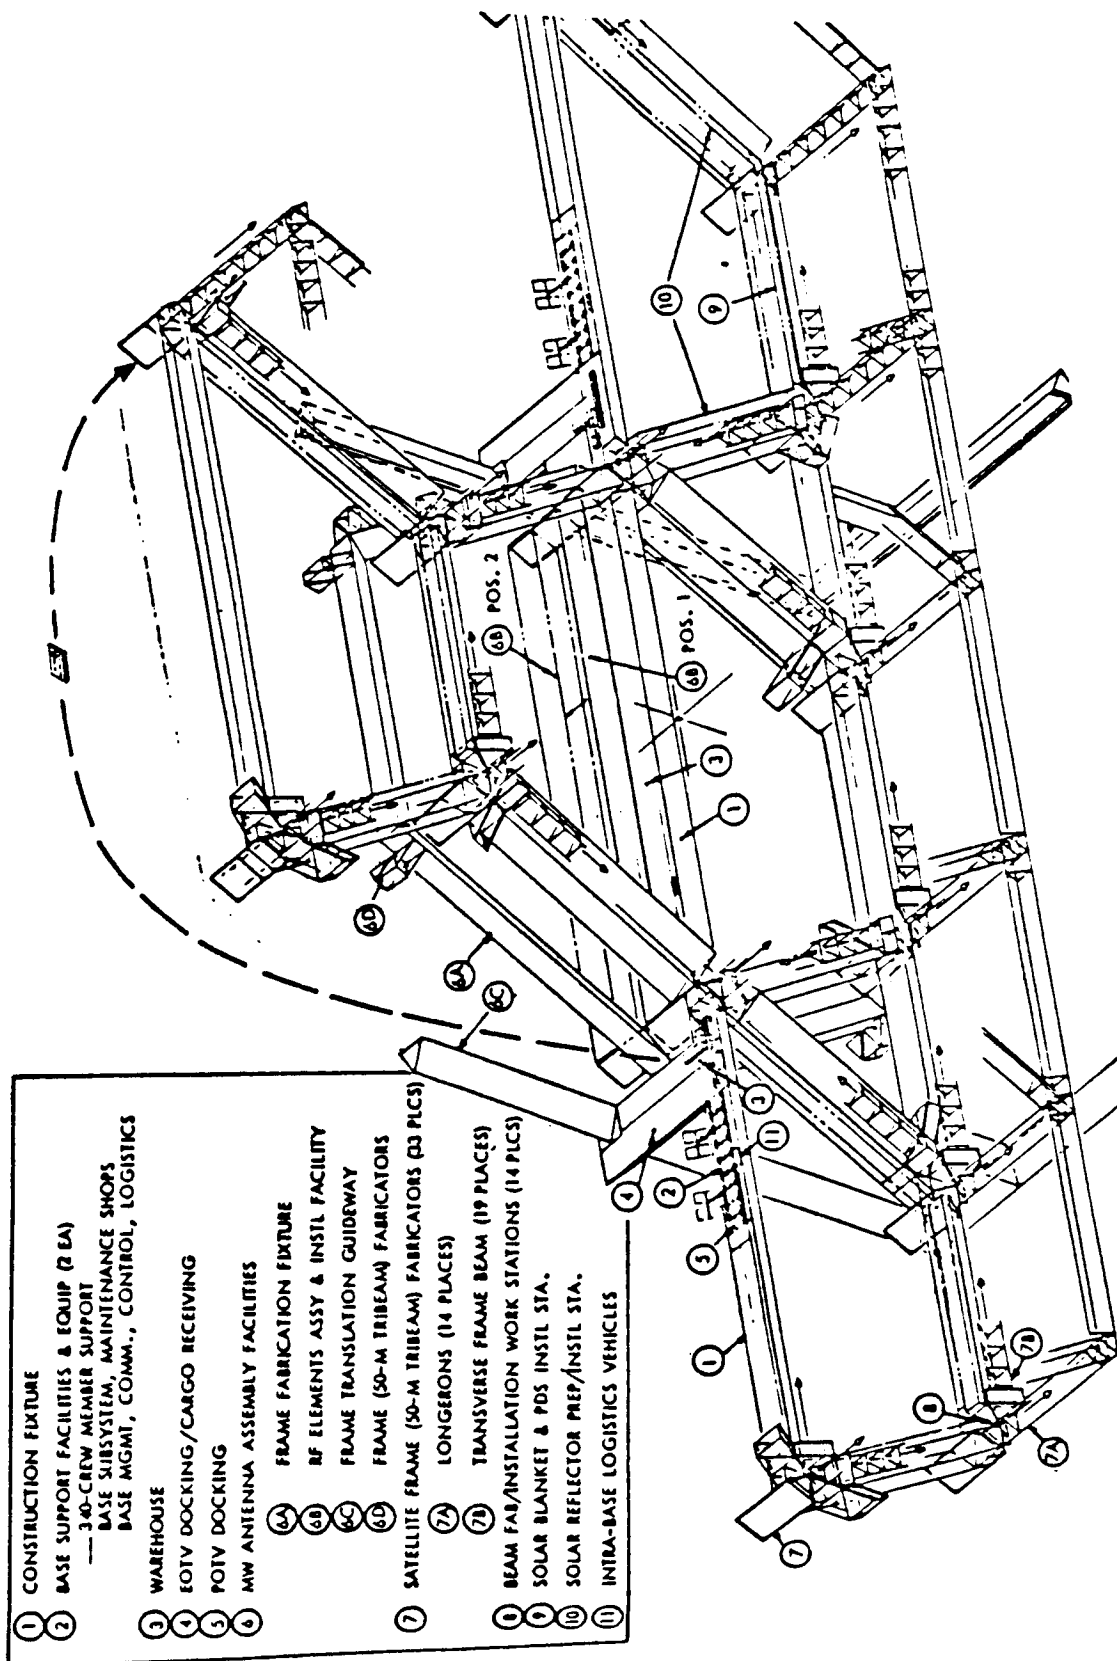 1 CONSTRUCTION FIXTURE
2 BASE SUPPORT FACILITIES & EQUIP (2 EA)
— 340-CREW MEMBER SUPPORT
BASE SUBSYSTEM, MAINTENANCE SHOPS
BASE MGMT, COMM., CONTROL, LOGISTICS
3 WAREHOUSE
4 EOTV DOCKING/CARGO RECEIVING
5 POTV DOCKING
6 MW ANTENNA ASSEMBLY FACILITIES
6A FRAME FABRICATION FIXTURE
6B RF ELEMENTS ASSY & INSTL FACILITY
6C FRAME TRANSLATION GUIDEWAY
6D FRAME (50-M TRIBEAM) FABRICATORS
7 SATELLITE FRAME (50-M TRIBEAM) FABRICATORS (33 PLCS)
7A LONGERONS (14 PLACES)
7B TRANSVERSE FRAME BEAM (19 PLACES)
8 BEAM FAB/INSTALLATION WORK STATIONS (14 PLCS)
9 SOLAR BLANKET & PDS INSTL STA.
10 SOLAR REFLECTOR PREP/INSTL STA.
11 INTRA-BASE LOGISTICS VEHICLES
6D
6A
6C
6B POS. 2
6B POS. 1
3
1
10
9
4
2
5
11
3
1
8
7B
7A
7